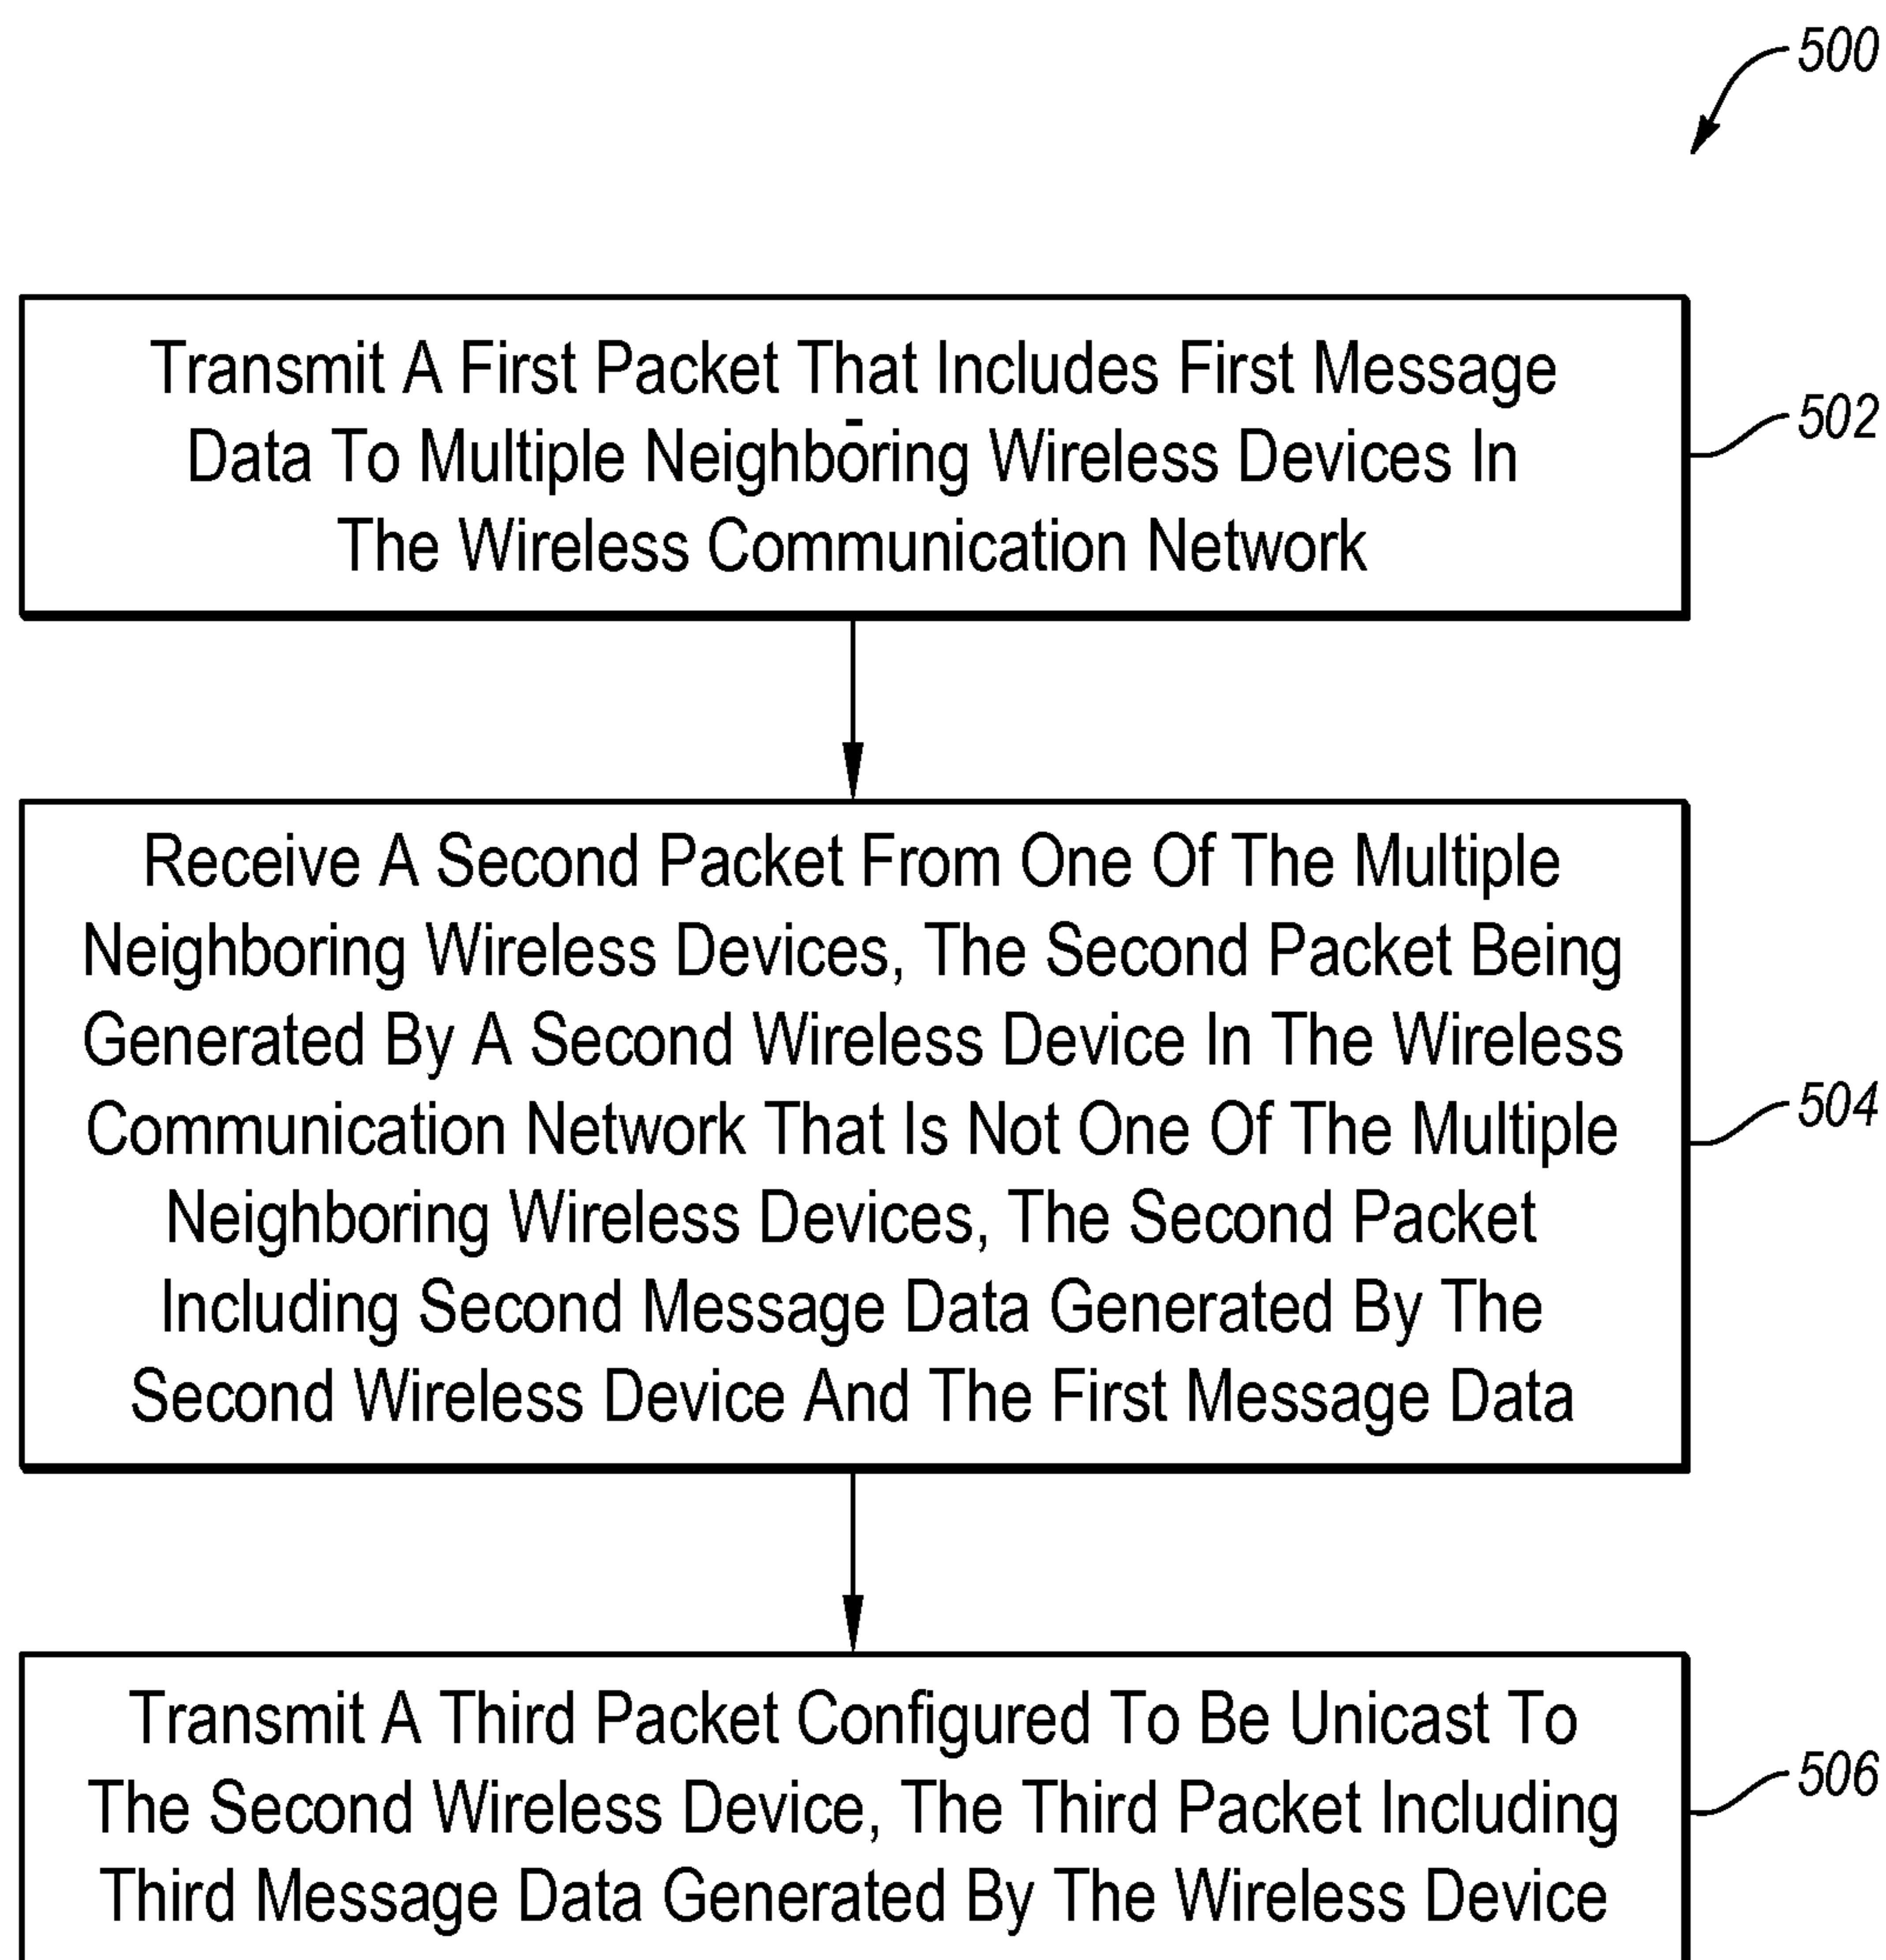 500
Transmit A First Packet That Includes First Message
Data To Multiple Neighboring Wireless Devices In
The Wireless Communication Network
502
Receive A Second Packet From One Of The Multiple
Neighboring Wireless Devices, The Second Packet Being
Generated By A Second Wireless Device In The Wireless
Communication Network That Is Not One Of The Multiple
Neighboring Wireless Devices, The Second Packet
Including Second Message Data Generated By The
Second Wireless Device And The First Message Data
504
Transmit A Third Packet Configured To Be Unicast To
The Second Wireless Device, The Third Packet Including
Third Message Data Generated By The Wireless Device
506